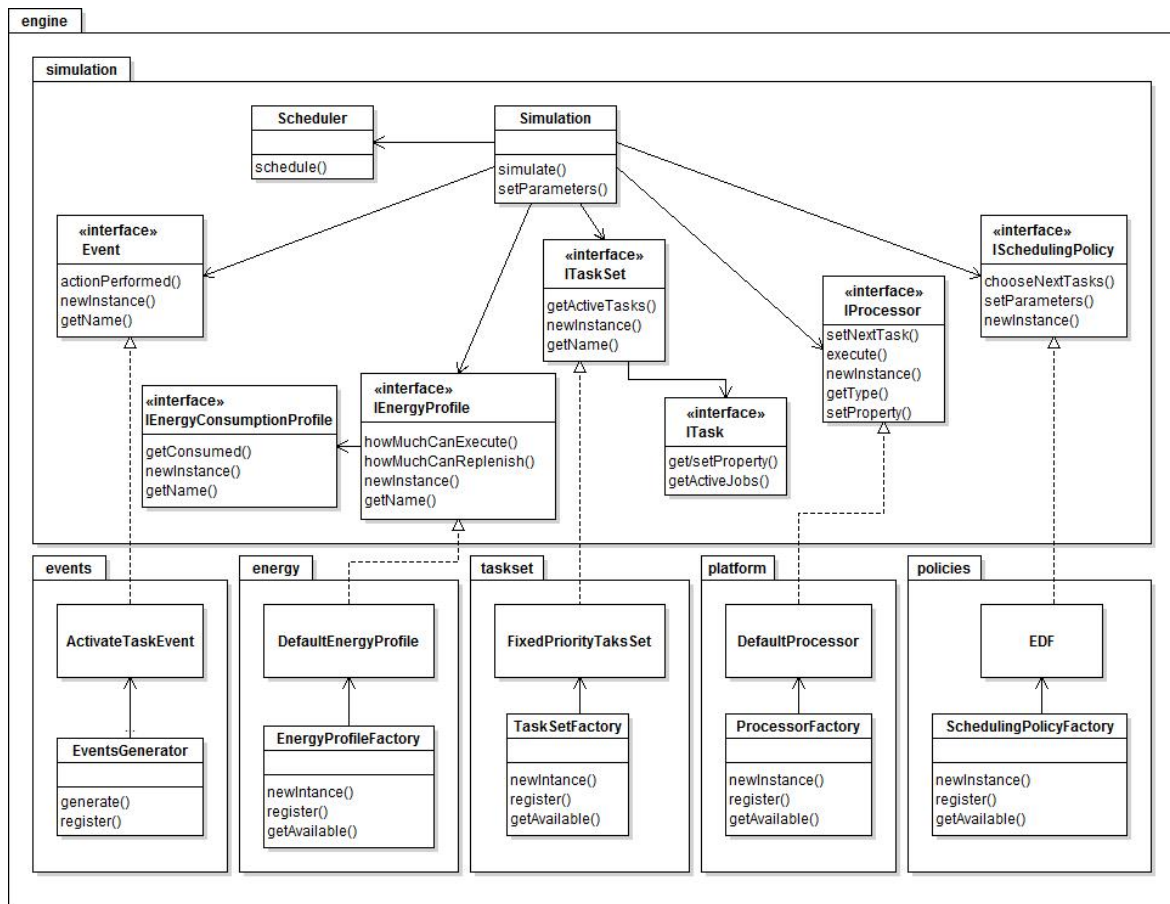 engine
simulation
Scheduler
schedule()
Simulation
simulate()
setParameters()
«interface»
Event
actionPerformed()
newInstance()
getName()
«interface»
ITaskSet
getActiveTasks()
newInstance()
getName()
«interface»
IProcessor
setNextTask()
execute()
newInstance()
getType()
setProperty()
«interface»
ISchedulingPolicy
chooseNextTasks()
setParameters()
newInstance()
«interface»
IEnergyConsumptionProfile
getConsumed()
newInstance()
getName()
«interface»
IEnergyProfile
howMuchCanExecute()
howMuchCanReplenish()
newInstance()
getName()
«interface»
ITask
get/setProperty()
getActiveJobs()
events
ActivateTaskEvent
EventsGenerator
generate()
register()
energy
DefaultEnergyProfile
EnergyProfileFactory
newIntance()
register()
getAvailable()
taskset
FixedPriorityTaksSet
TaskSetFactory
newIntance()
register()
getAvailable()
platform
DefaultProcessor
ProcessorFactory
newInstance()
register()
getAvailable()
policies
EDF
SchedulingPolicyFactory
newInstance()
register()
getAvailable()